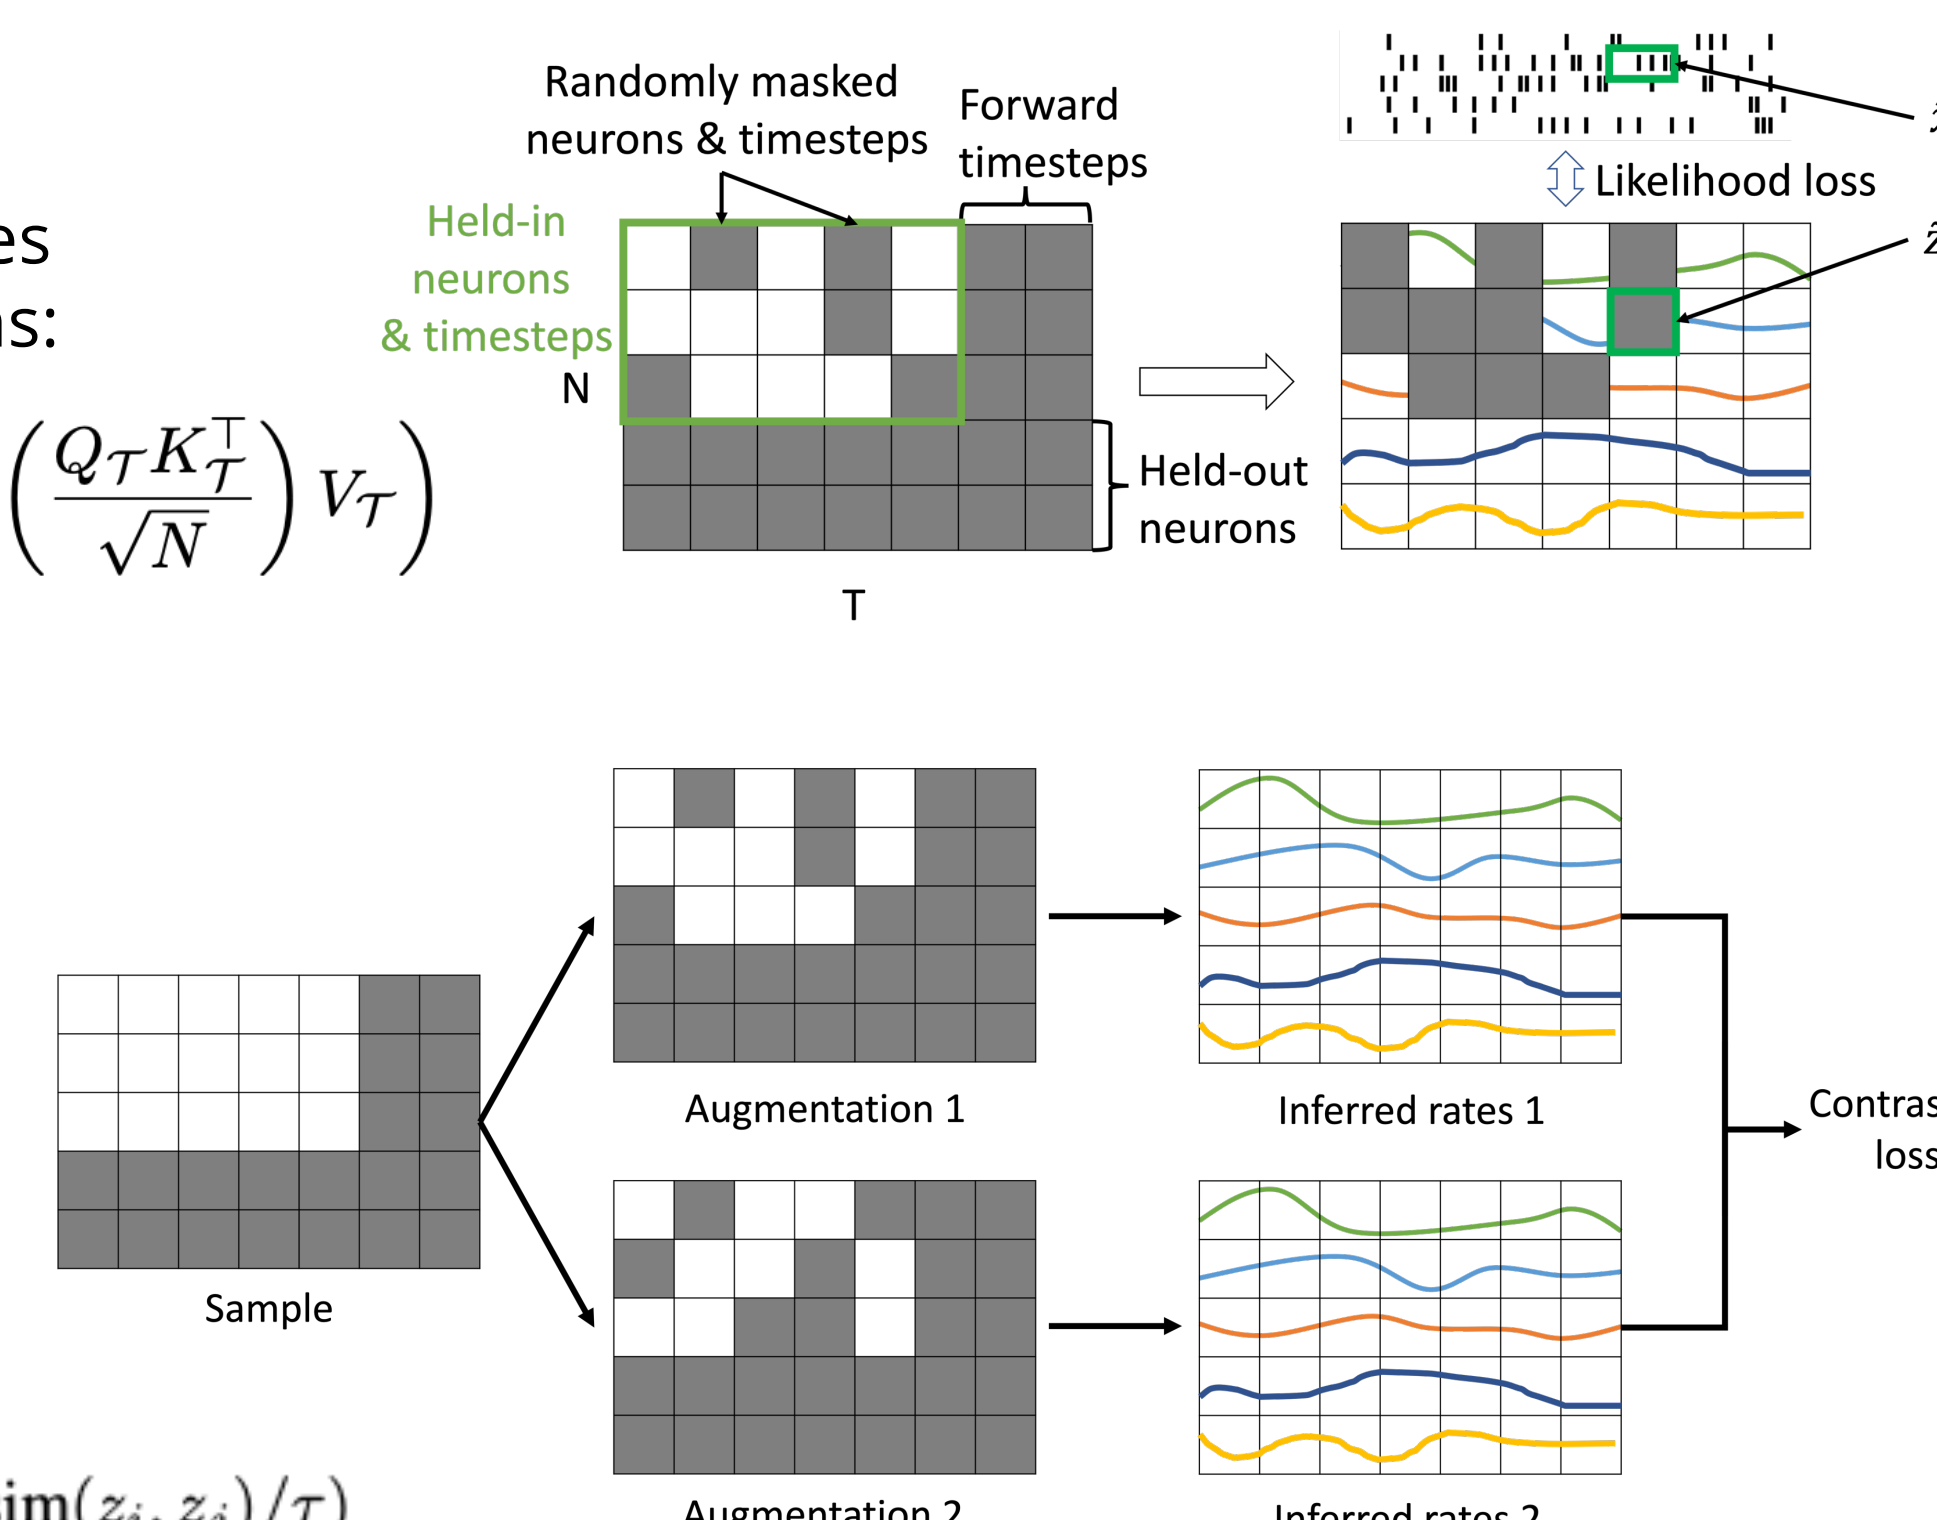 Randomly masked
neurons & timesteps
Forward
timesteps
Likelihood loss
Held-in
neurons
& timesteps
N
Held-out
neurons
T
es
ns:
( Q_𝒯 K_𝒯^⊤ / √N ) V_𝒯 )
Augmentation 1
Inferred rates 1
Contras
loss
Sample
Augmentation 2
Inferred rates 2
im(z_i, z_j)/τ)